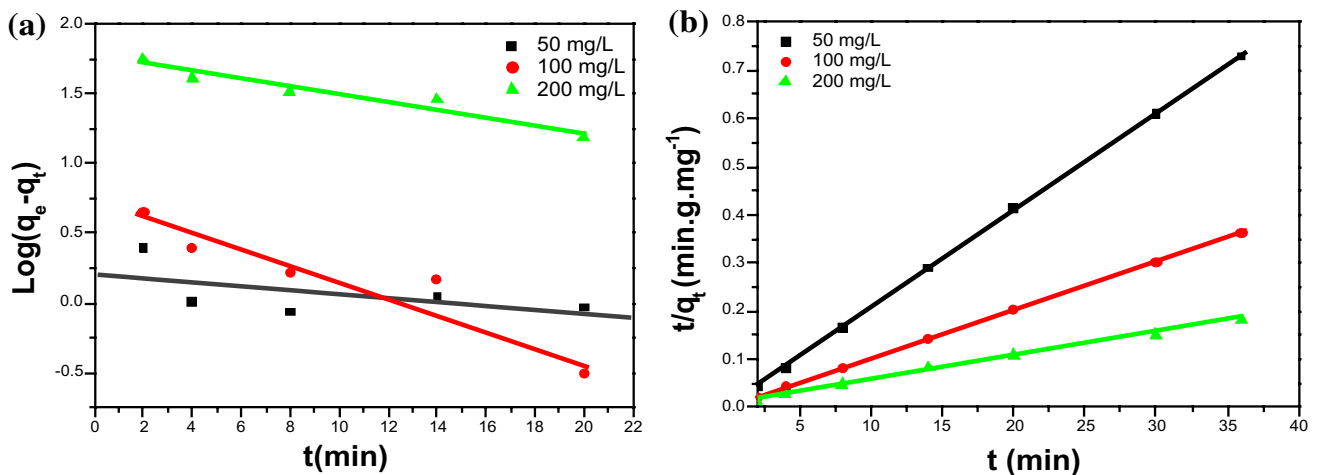 (a)
2.0
1.5
1.0
0.5
0.0
-0.5
Log(qe-qt)
50 mg/L
100 mg/L
200 mg/L
0 2 4 6 8 10 12 14 16 18 20 22
t(min)
(b)
0.8
0.7
0.6
0.5
0.4
0.3
0.2
0.1
0.0
t/qt (min.g.mg-1)
50 mg/L
100 mg/L
200 mg/L
5 10 15 20 25 30 35 40
t (min)